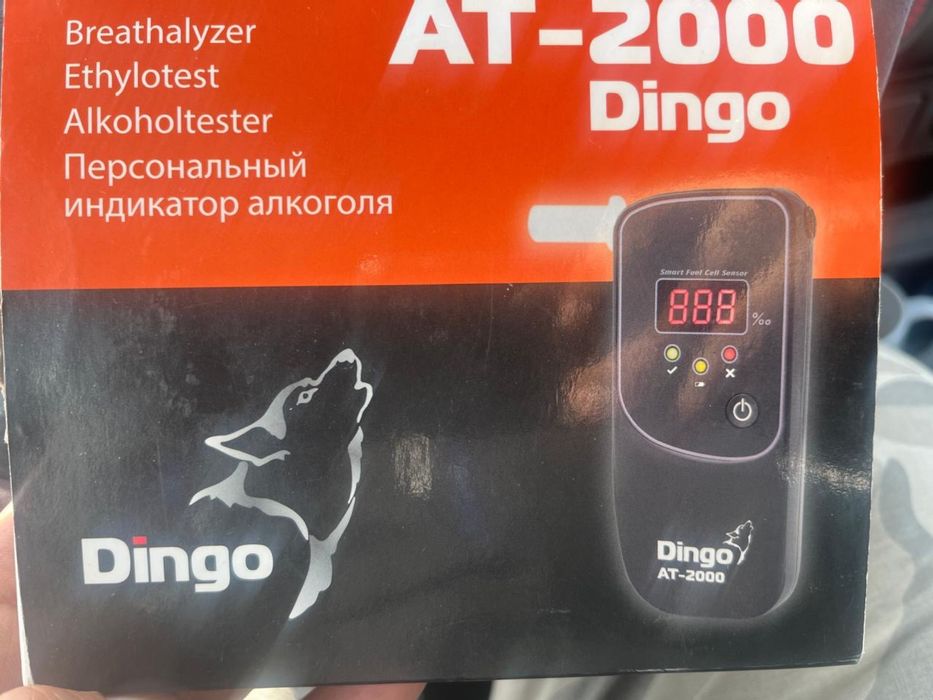 Breathalyzer
Ethylotest
Alkoholtester
Персональный
индикатор алкоголя
AT-2000
Dingo
Smart Fuel Cell Sensor
888
‰
Dingo
Dingo
AT-2000